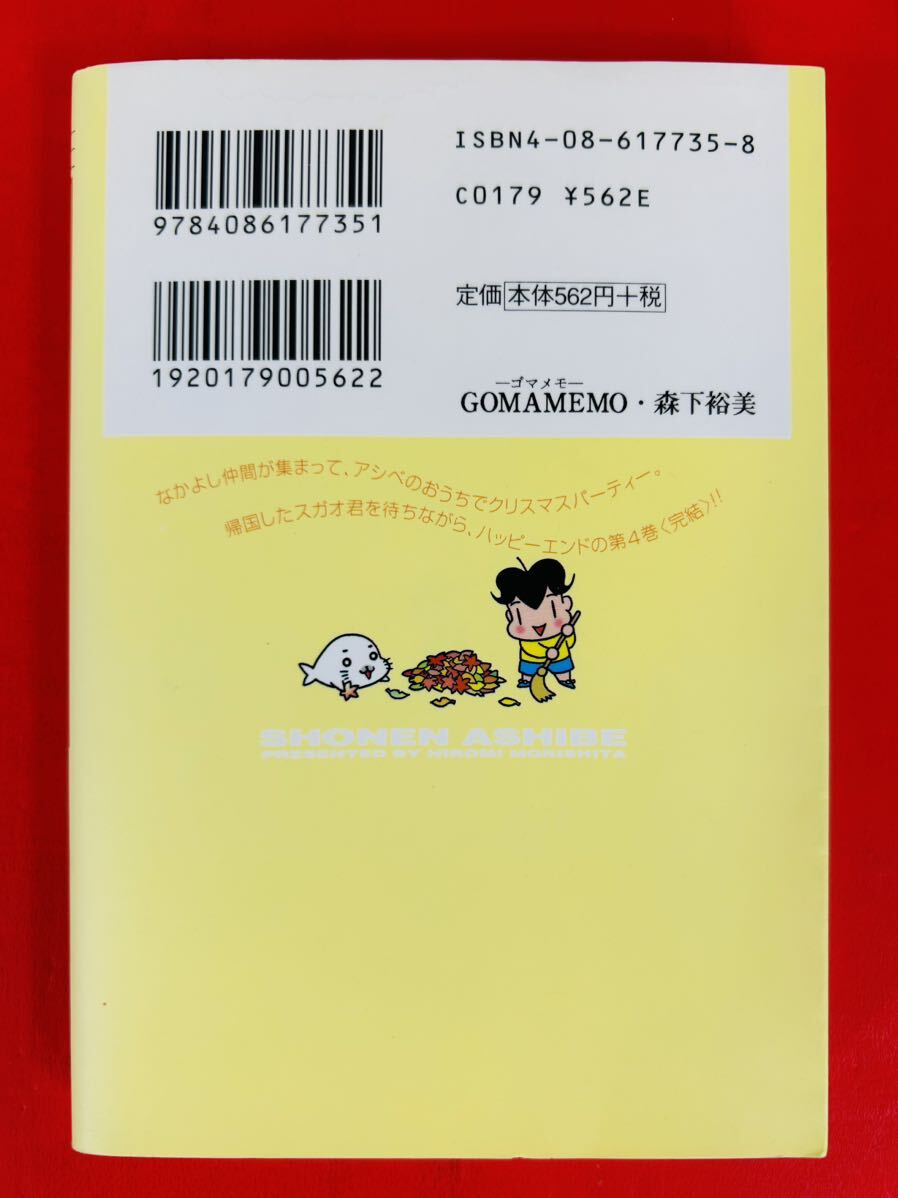 ISBN4-08-617735-8
9784086177351
C0179 ¥562E
定価 本体562円+税
1920179005622
―ゴマメモ―
GOMAMEMO・森下裕美
なかよし仲間が集まって、アシベのおうちでクリスマスパーティー。
帰国したスガオ君を待ちながら、ハッピーエンドの第4巻〈完結〉!!
SHONEN ASHIBE
PRESENTED BY HIROMI MORISHITA